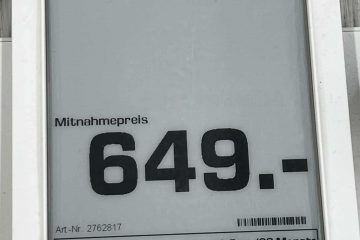 Mitnahmepreis
649.-
Art-Nr. 2762817